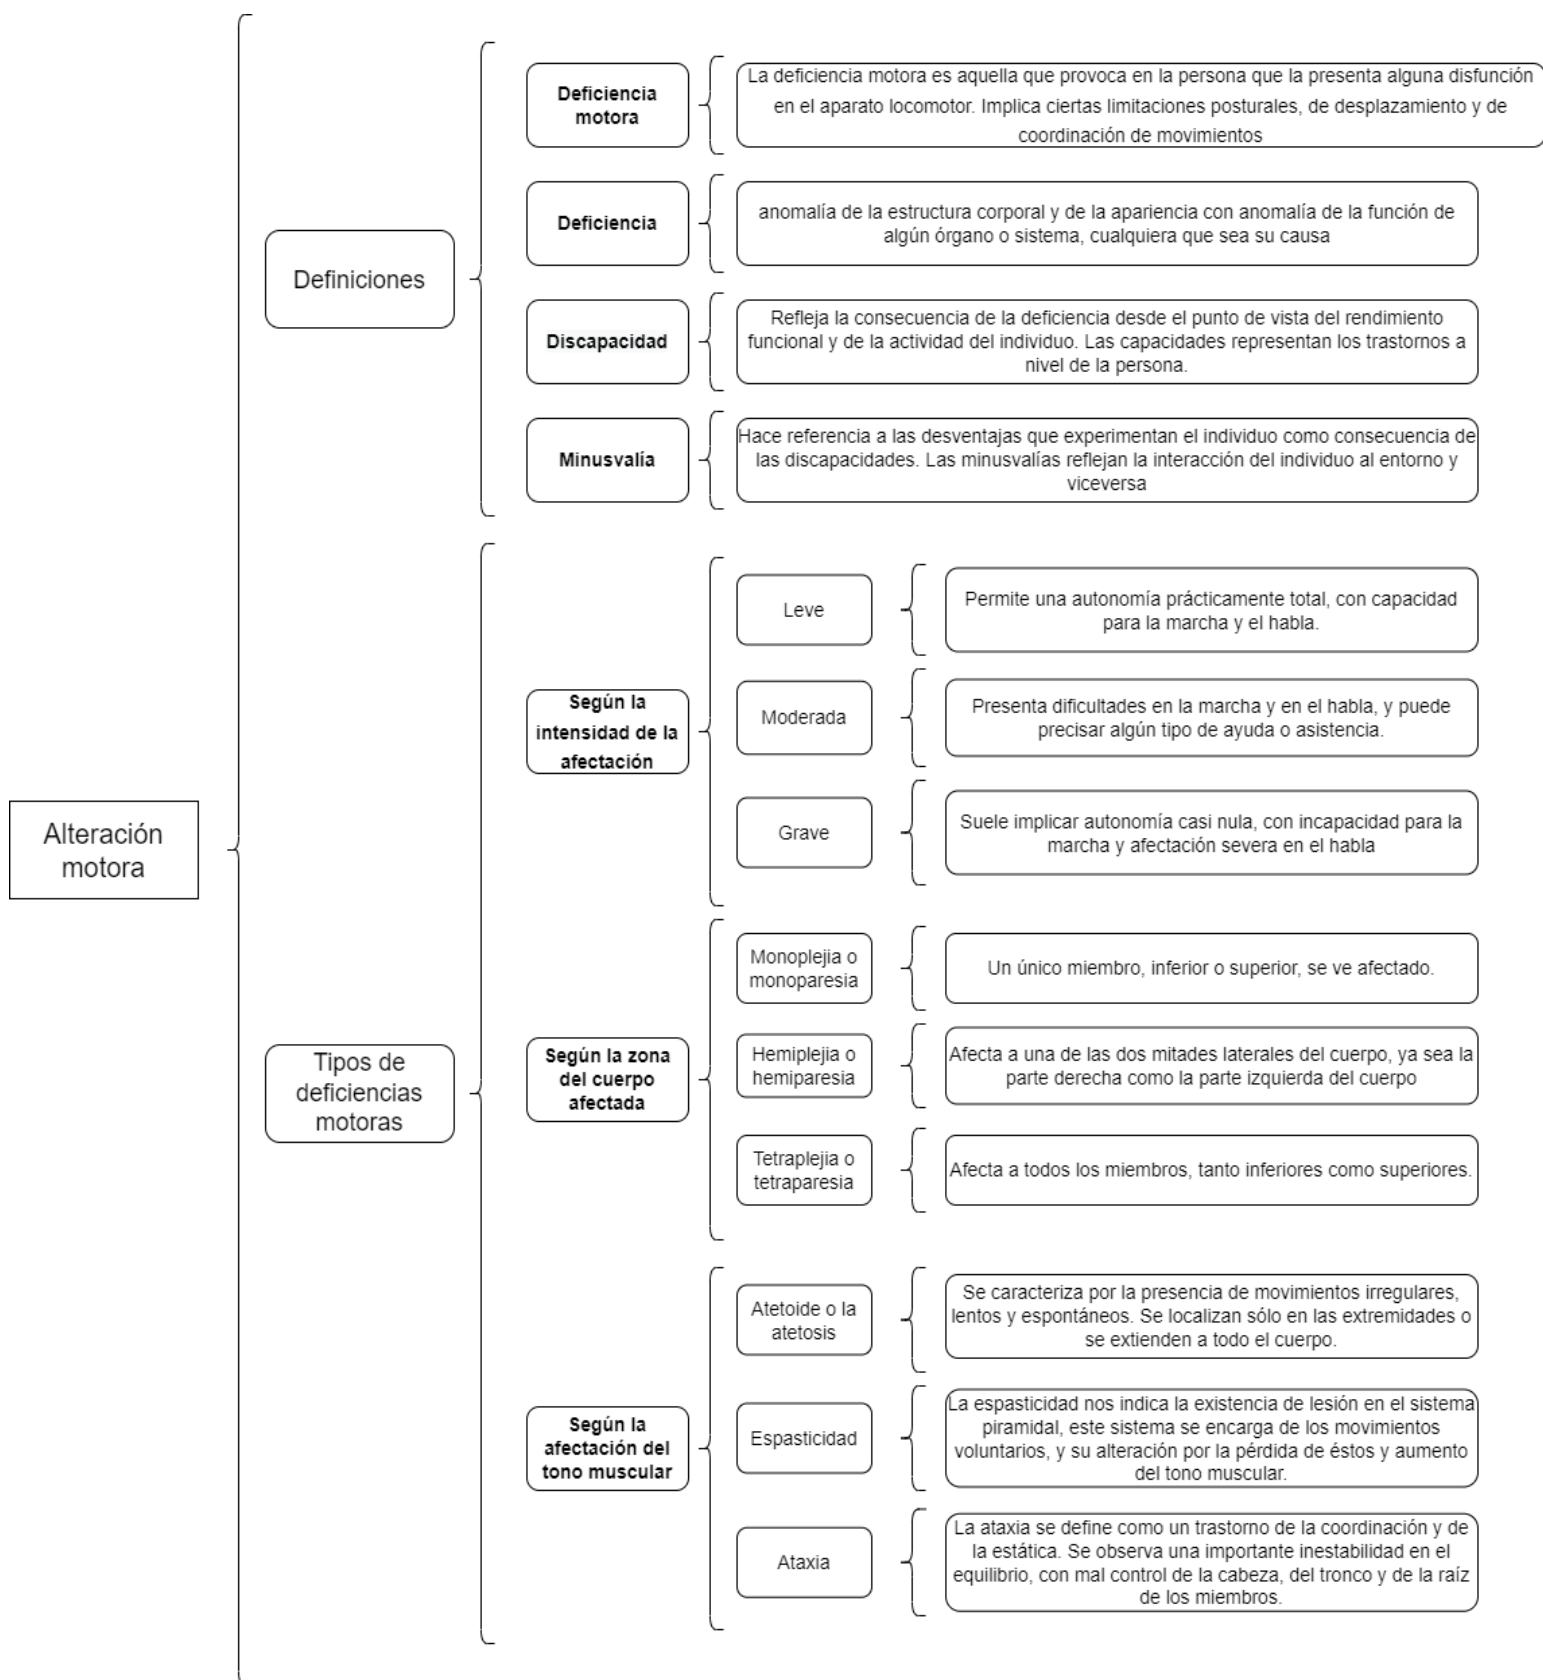 Alteración
motora
Definiciones
Deficiencia
motora
La deficiencia motora es aquella que provoca en la persona que la presenta alguna disfunción
en el aparato locomotor. Implica ciertas limitaciones posturales, de desplazamiento y de
coordinación de movimientos
Deficiencia
anomalía de la estructura corporal y de la apariencia con anomalía de la función de
algún órgano o sistema, cualquiera que sea su causa
Discapacidad
Refleja la consecuencia de la deficiencia desde el punto de vista del rendimiento
funcional y de la actividad del individuo. Las capacidades representan los trastornos a
nivel de la persona.
Minusvalía
Hace referencia a las desventajas que experimentan el individuo como consecuencia de
las discapacidades. Las minusvalías reflejan la interacción del individuo al entorno y
viceversa
Tipos de
deficiencias
motoras
Según la
intensidad de la
afectación
Leve
Permite una autonomía prácticamente total, con capacidad
para la marcha y el habla.
Moderada
Presenta dificultades en la marcha y en el habla, y puede
precisar algún tipo de ayuda o asistencia.
Grave
Suele implicar autonomía casi nula, con incapacidad para la
marcha y afectación severa en el habla
Según la zona
del cuerpo
afectada
Monoplejia o
monoparesia
Un único miembro, inferior o superior, se ve afectado.
Hemiplejia o
hemiparesia
Afecta a una de las dos mitades laterales del cuerpo, ya sea la
parte derecha como la parte izquierda del cuerpo
Tetraplejia o
tetraparesia
Afecta a todos los miembros, tanto inferiores como superiores.
Según la
afectación del
tono muscular
Atetoide o la
atetosis
Se caracteriza por la presencia de movimientos irregulares,
lentos y espontáneos. Se localizan sólo en las extremidades o
se extienden a todo el cuerpo.
Espasticidad
La espasticidad nos indica la existencia de lesión en el sistema
piramidal, este sistema se encarga de los movimientos
voluntarios, y su alteración por la pérdida de éstos y aumento
del tono muscular.
Ataxia
La ataxia se define como un trastorno de la coordinación y de
la estática. Se observa una importante inestabilidad en el
equilibrio, con mal control de la cabeza, del tronco y de la raíz
de los miembros.